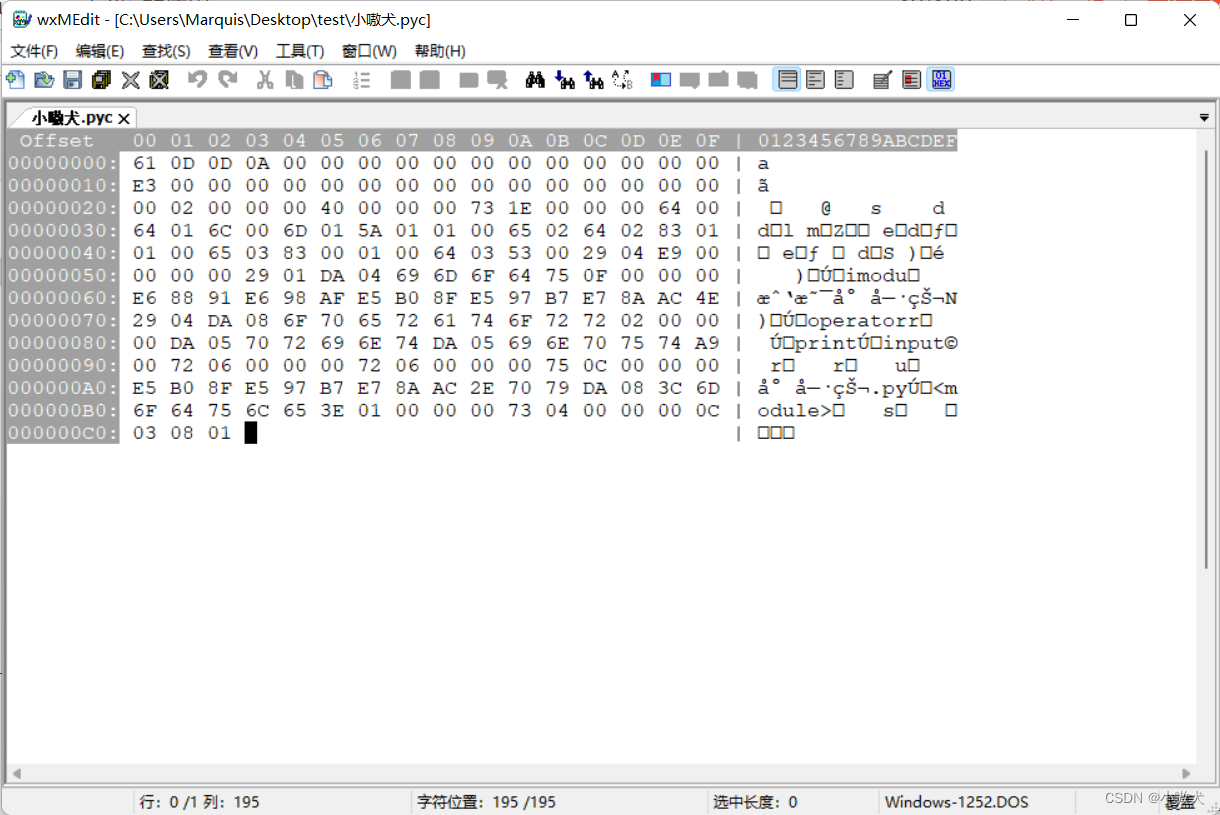 wxMEdit - [C:\Users\Marquis\Desktop\test\小嗷犬.pyc]
文件(F) 编辑(E) 查找(S) 查看(V) 工具(T) 窗口(W) 帮助(H)
小嗷犬.pyc
Offset 00 01 02 03 04 05 06 07 08 09 0A 0B 0C 0D 0E 0F | 0123456789ABCDEF
00000000: 61 0D 0D 0A 00 00 00 00 00 00 00 00 00 00 00 00 | a
00000010: E3 00 00 00 00 00 00 00 00 00 00 00 00 00 00 00 | ã
00000020: 00 02 00 00 00 40 00 00 00 73 1E 00 00 00 64 00 | □ @ s d
00000030: 64 01 6C 00 6D 01 5A 01 01 00 65 02 64 02 83 01 | d□l m□Z□□ e□d□ƒ□
00000040: 01 00 65 03 83 00 01 00 64 03 53 00 29 04 E9 00 | □ e□ƒ □ d□S )□é
00000050: 00 00 00 29 01 DA 04 69 6D 6F 64 75 0F 00 00 00 | )□Ú□imodu□
00000060: E6 88 91 E6 98 AF E5 B0 8F E5 97 B7 E7 8A AC 4E | æˆ‘æ˜¯å° å—·çŠ¬N
00000070: 29 04 DA 08 6F 70 65 72 61 74 6F 72 72 02 00 00 | )□Ú□operatorr□
00000080: 00 DA 05 70 72 69 6E 74 DA 05 69 6E 70 75 74 A9 | Ú□printÚ□input©
00000090: 00 72 06 00 00 00 72 06 00 00 00 75 0C 00 00 00 | r□ r□ u□
000000A0: E5 B0 8F E5 97 B7 E7 8A AC 2E 70 79 DA 08 3C 6D | å° å—·çŠ¬.pyÚ□<m
000000B0: 6F 64 75 6C 65 3E 01 00 00 00 73 04 00 00 00 0C | odule>□ s□ □
000000C0: 03 08 01 | □□□
行: 0 /1 列: 195 字符位置: 195 /195 选中长度: 0 Windows-1252.DOS 覆盖
CSDN @小嗷犬